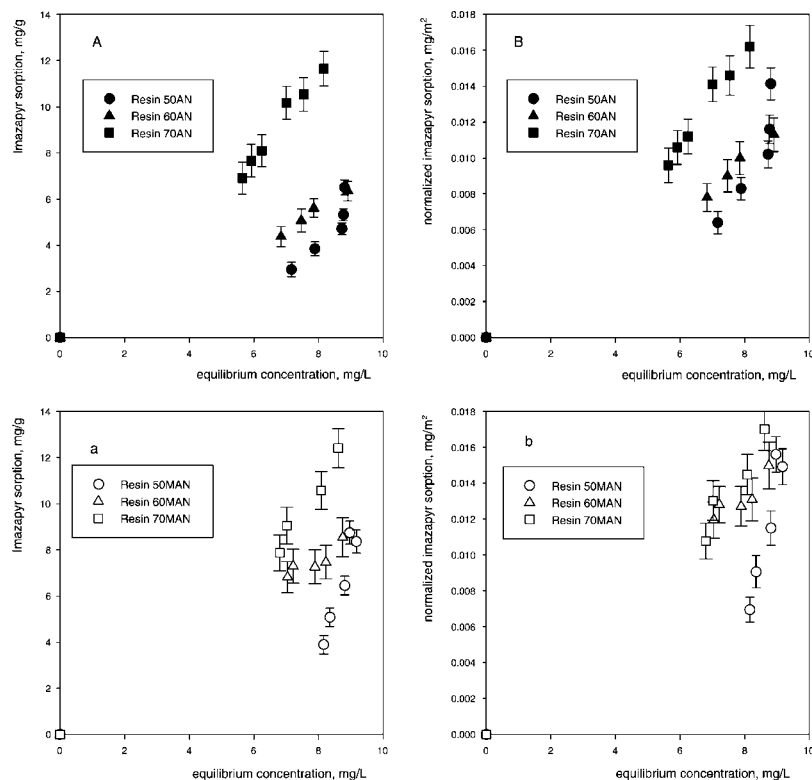 A
Imazapyr sorption, mg/g
14
12
10
8
6
4
2
0
Resin 50AN
Resin 60AN
Resin 70AN
0 2 4 6 8 10
equilibrium concentration, mg/L
B
normalized imazapyr sorption, mg/m²
0.018
0.016
0.014
0.012
0.010
0.008
0.006
0.004
0.002
0.000
Resin 50AN
Resin 60AN
Resin 70AN
0 2 4 6 8 10
equilibrium concentration, mg/L
a
Imazapyr sorption, mg/g
14
12
10
8
6
4
2
0
Resin 50MAN
Resin 60MAN
Resin 70MAN
0 2 4 6 8 10
equilibrium concentration, mg/L
b
normalized imazapyr sorption, mg/m²
0.018
0.016
0.014
0.012
0.010
0.008
0.006
0.004
0.002
0.000
Resin 50MAN
Resin 60MAN
Resin 70MAN
0 2 4 6 8 10
equilibrium concentration, mg/L